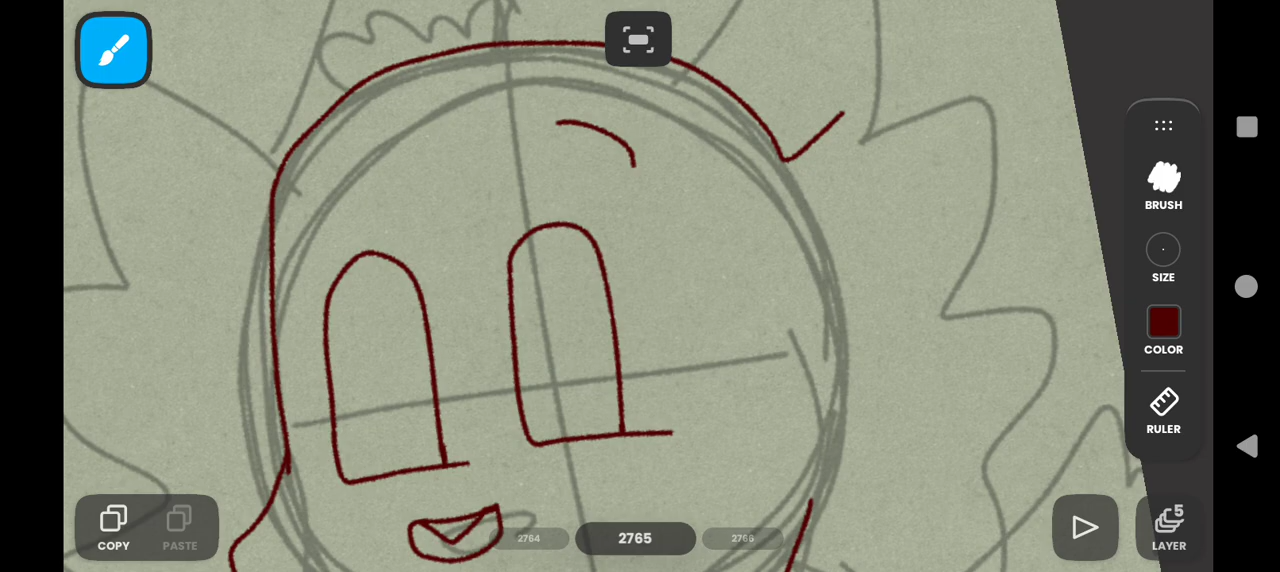 BRUSH
SIZE
COLOR
RULER
COPY
PASTE
2764
2765
2766
5
LAYER